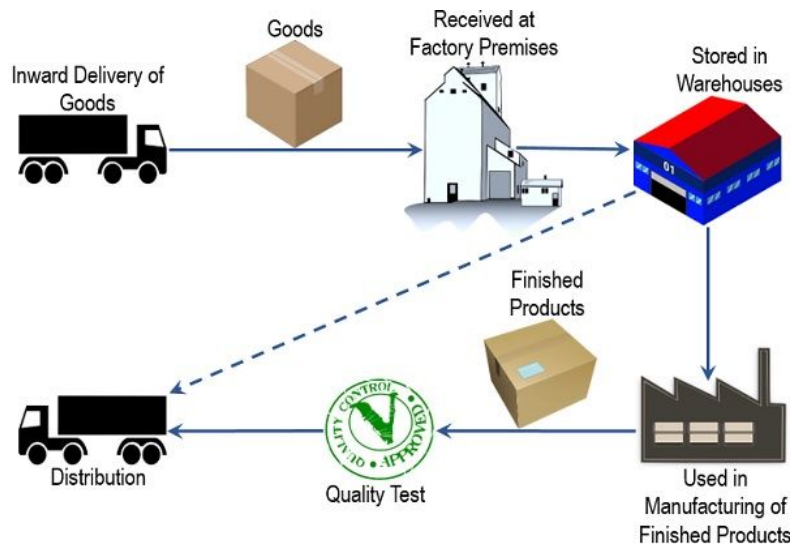 Inward Delivery of
Goods
Goods
Received at
Factory Premises
Stored in
Warehouses
01
Finished
Products
Distribution
QUALITY CONTROL
APPROVED
Quality Test
Used in
Manufacturing of
Finished Products